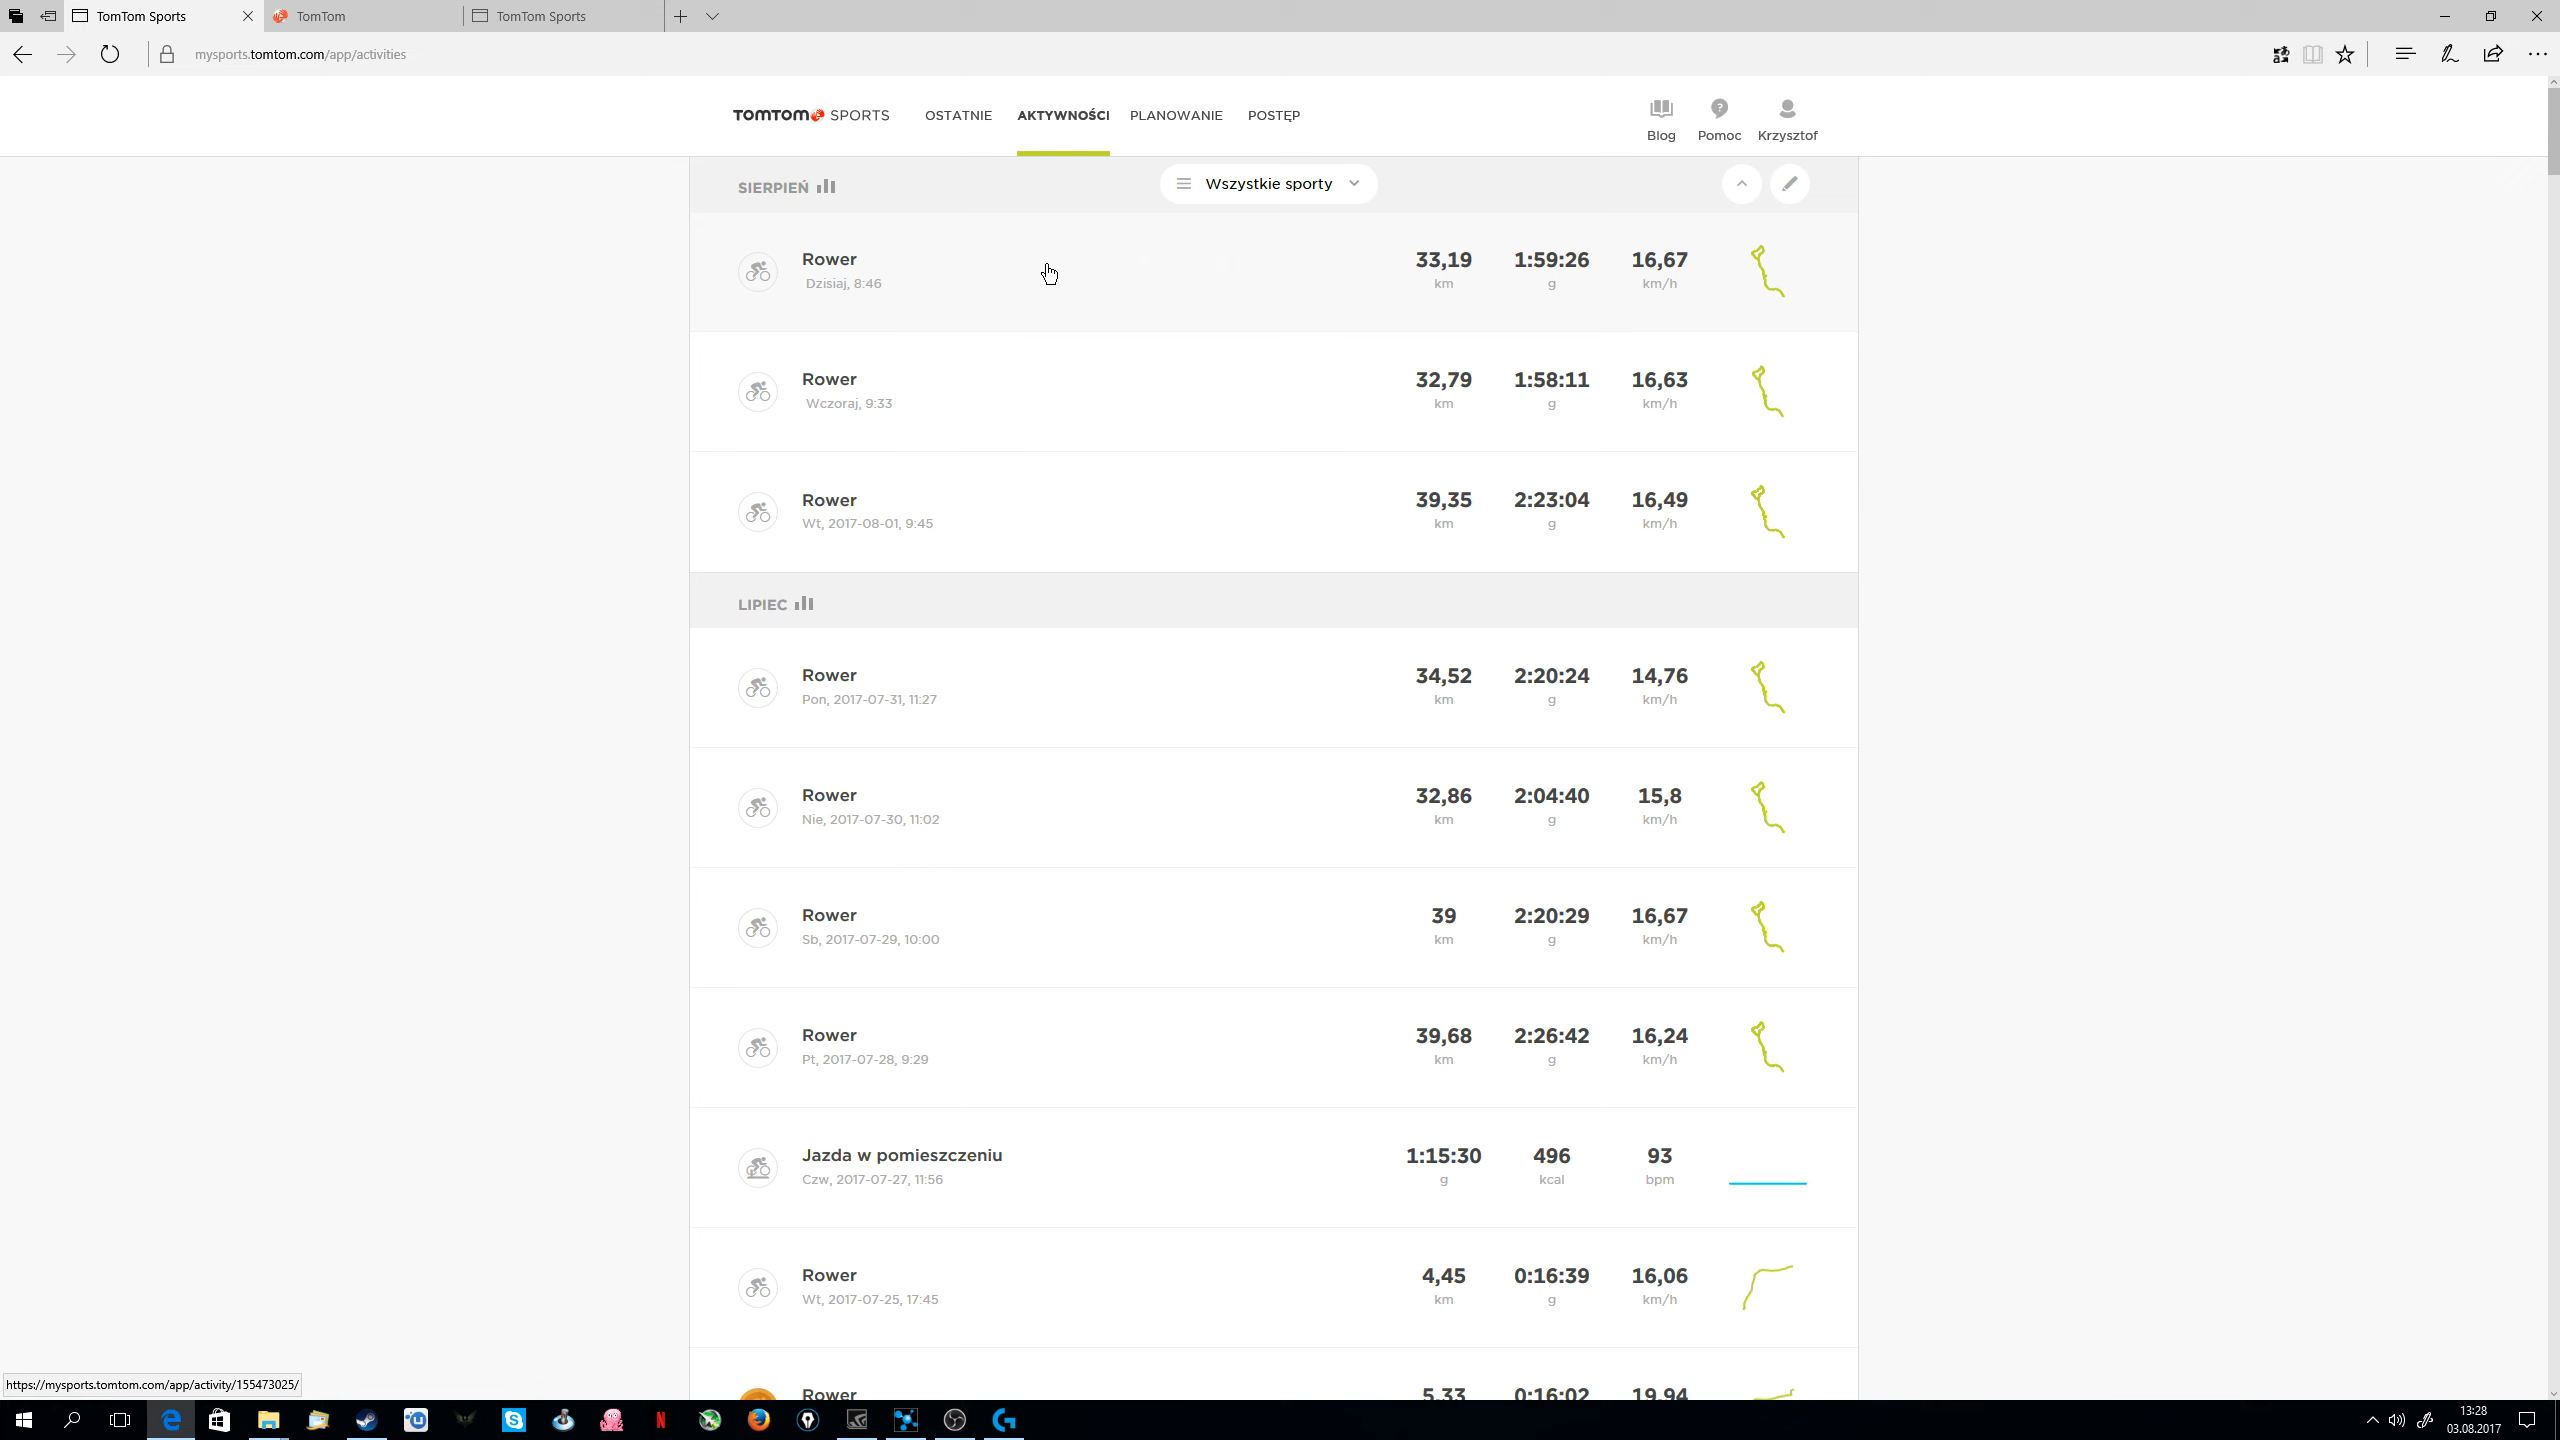 TomTom Sports
TomTom
TomTom Sports
mysports.tomtom.com/app/activities
TOMTOM SPORTS
OSTATNIE
AKTYWNOŚCI
PLANOWANIE
POSTĘP
Blog
Pomoc
Krzysztof
SIERPIEŃ
Wszystkie sporty
Rower
33,19
1:59:26
16,67
Dzisiaj, 8:46
km
g
km/h
Rower
32,79
1:58:11
16,63
Wczoraj, 9:33
km
g
km/h
Rower
39,35
2:23:04
16,49
Wt, 2017-08-01, 9:45
km
g
km/h
LIPIEC
Rower
34,52
2:20:24
14,76
Pon, 2017-07-31, 11:27
km
g
km/h
Rower
32,86
2:04:40
15,8
Nie, 2017-07-30, 11:02
km
g
km/h
Rower
39
2:20:29
16,67
Sb, 2017-07-29, 10:00
km
g
km/h
Rower
39,68
2:26:42
16,24
Pt, 2017-07-28, 9:29
km
g
km/h
Jazda w pomieszczeniu
1:15:30
496
93
Czw, 2017-07-27, 11:56
g
kcal
bpm
Rower
4,45
0:16:39
16,06
Wt, 2017-07-25, 17:45
km
g
km/h
Rower
5,33
0:16:02
19,94
https://mysports.tomtom.com/app/activity/155473025/
13:28
03.08.2017